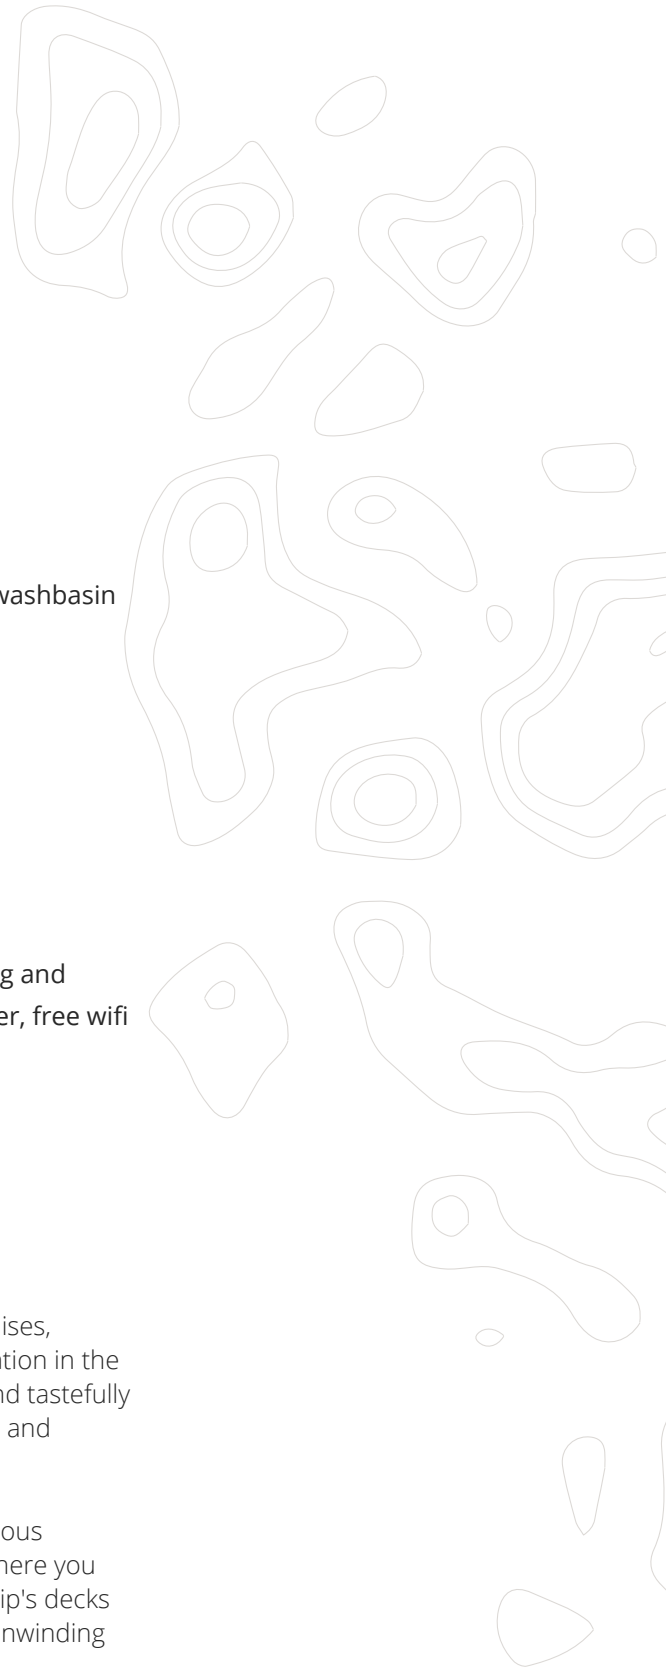 washbasin
g and
er, free wifi
ises,
ation in the
nd tastefully
and
ous
here you
ip's decks
nwinding